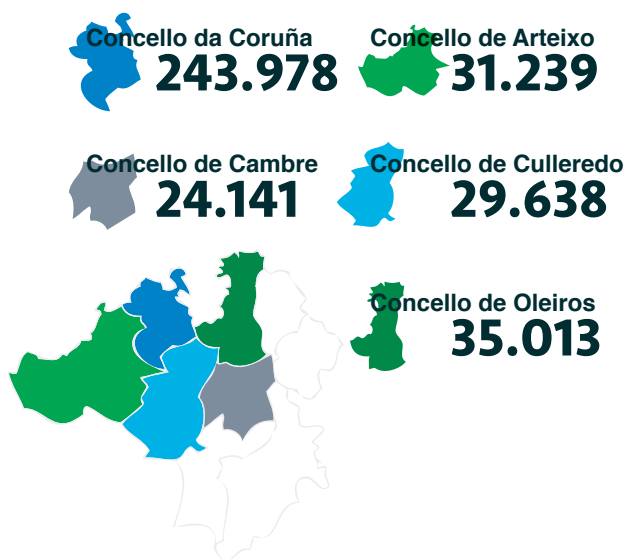 Concello da Coruña
243.978
Concello de Arteixo
31.239
Concello de Cambre
24.141
Concello de Culleredo
29.638
Concello de Oleiros
35.013